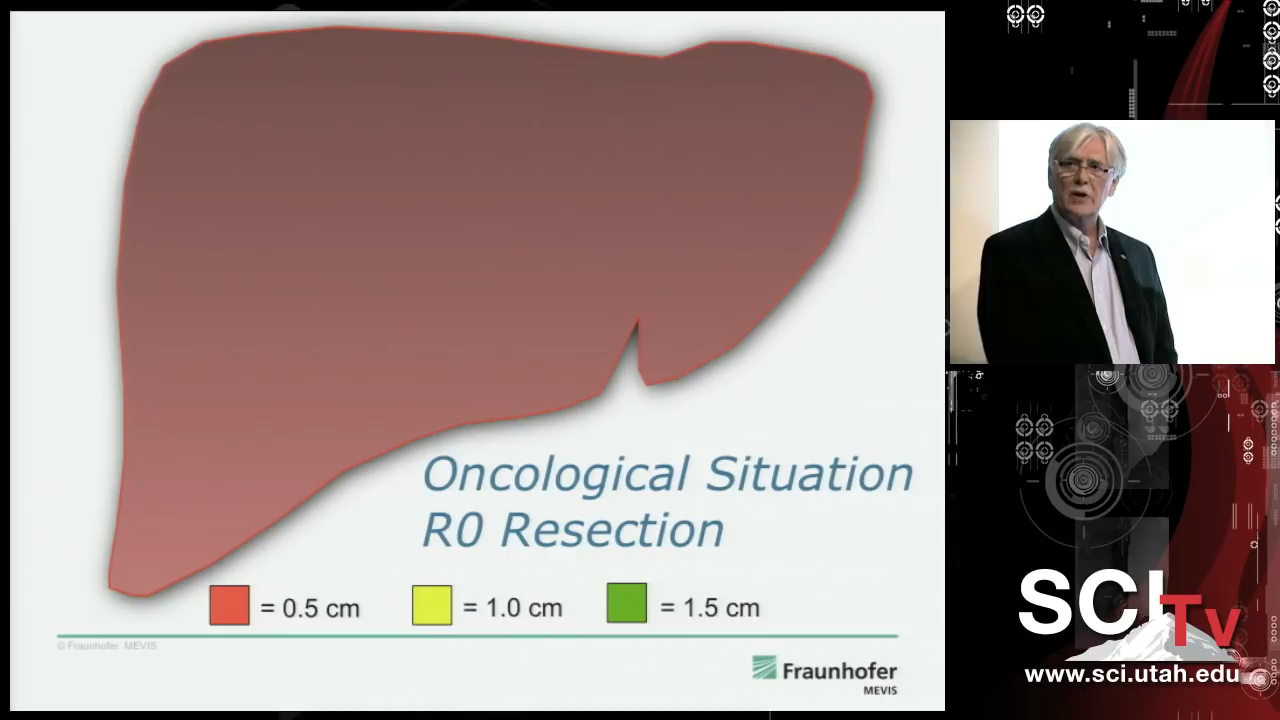 Oncological Situation
R0 Resection
= 0.5 cm
= 1.0 cm
= 1.5 cm
© Fraunhofer MEVIS
Fraunhofer
MEVIS
SCI
TV
www.sci.utah.edu